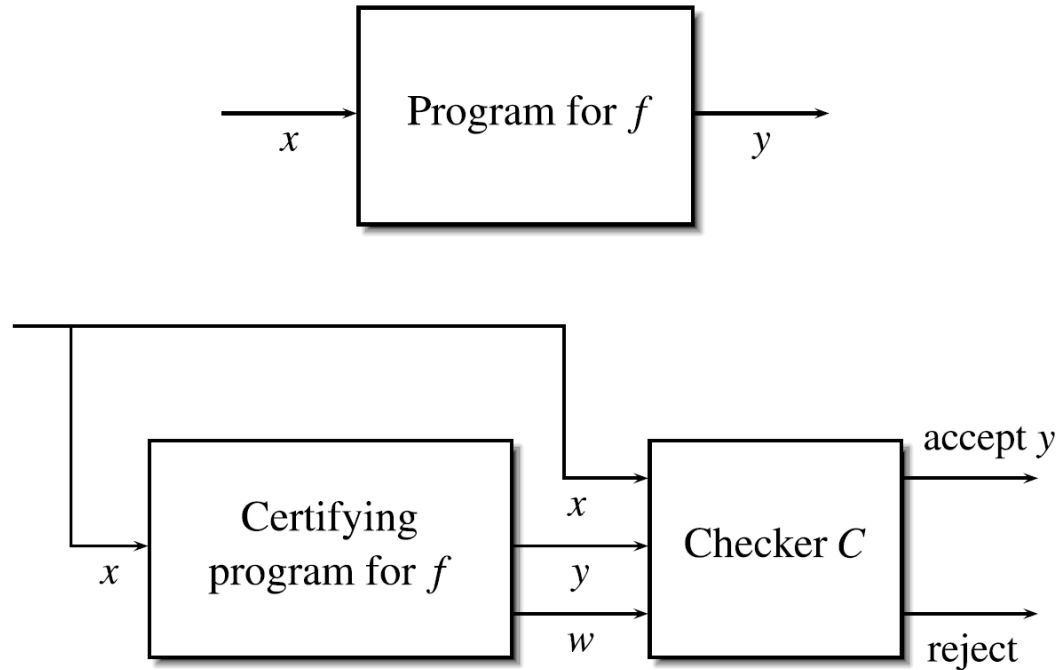 Program for f
x
y
accept y
x
Certifying
program for f
Checker C
x
y
w
reject